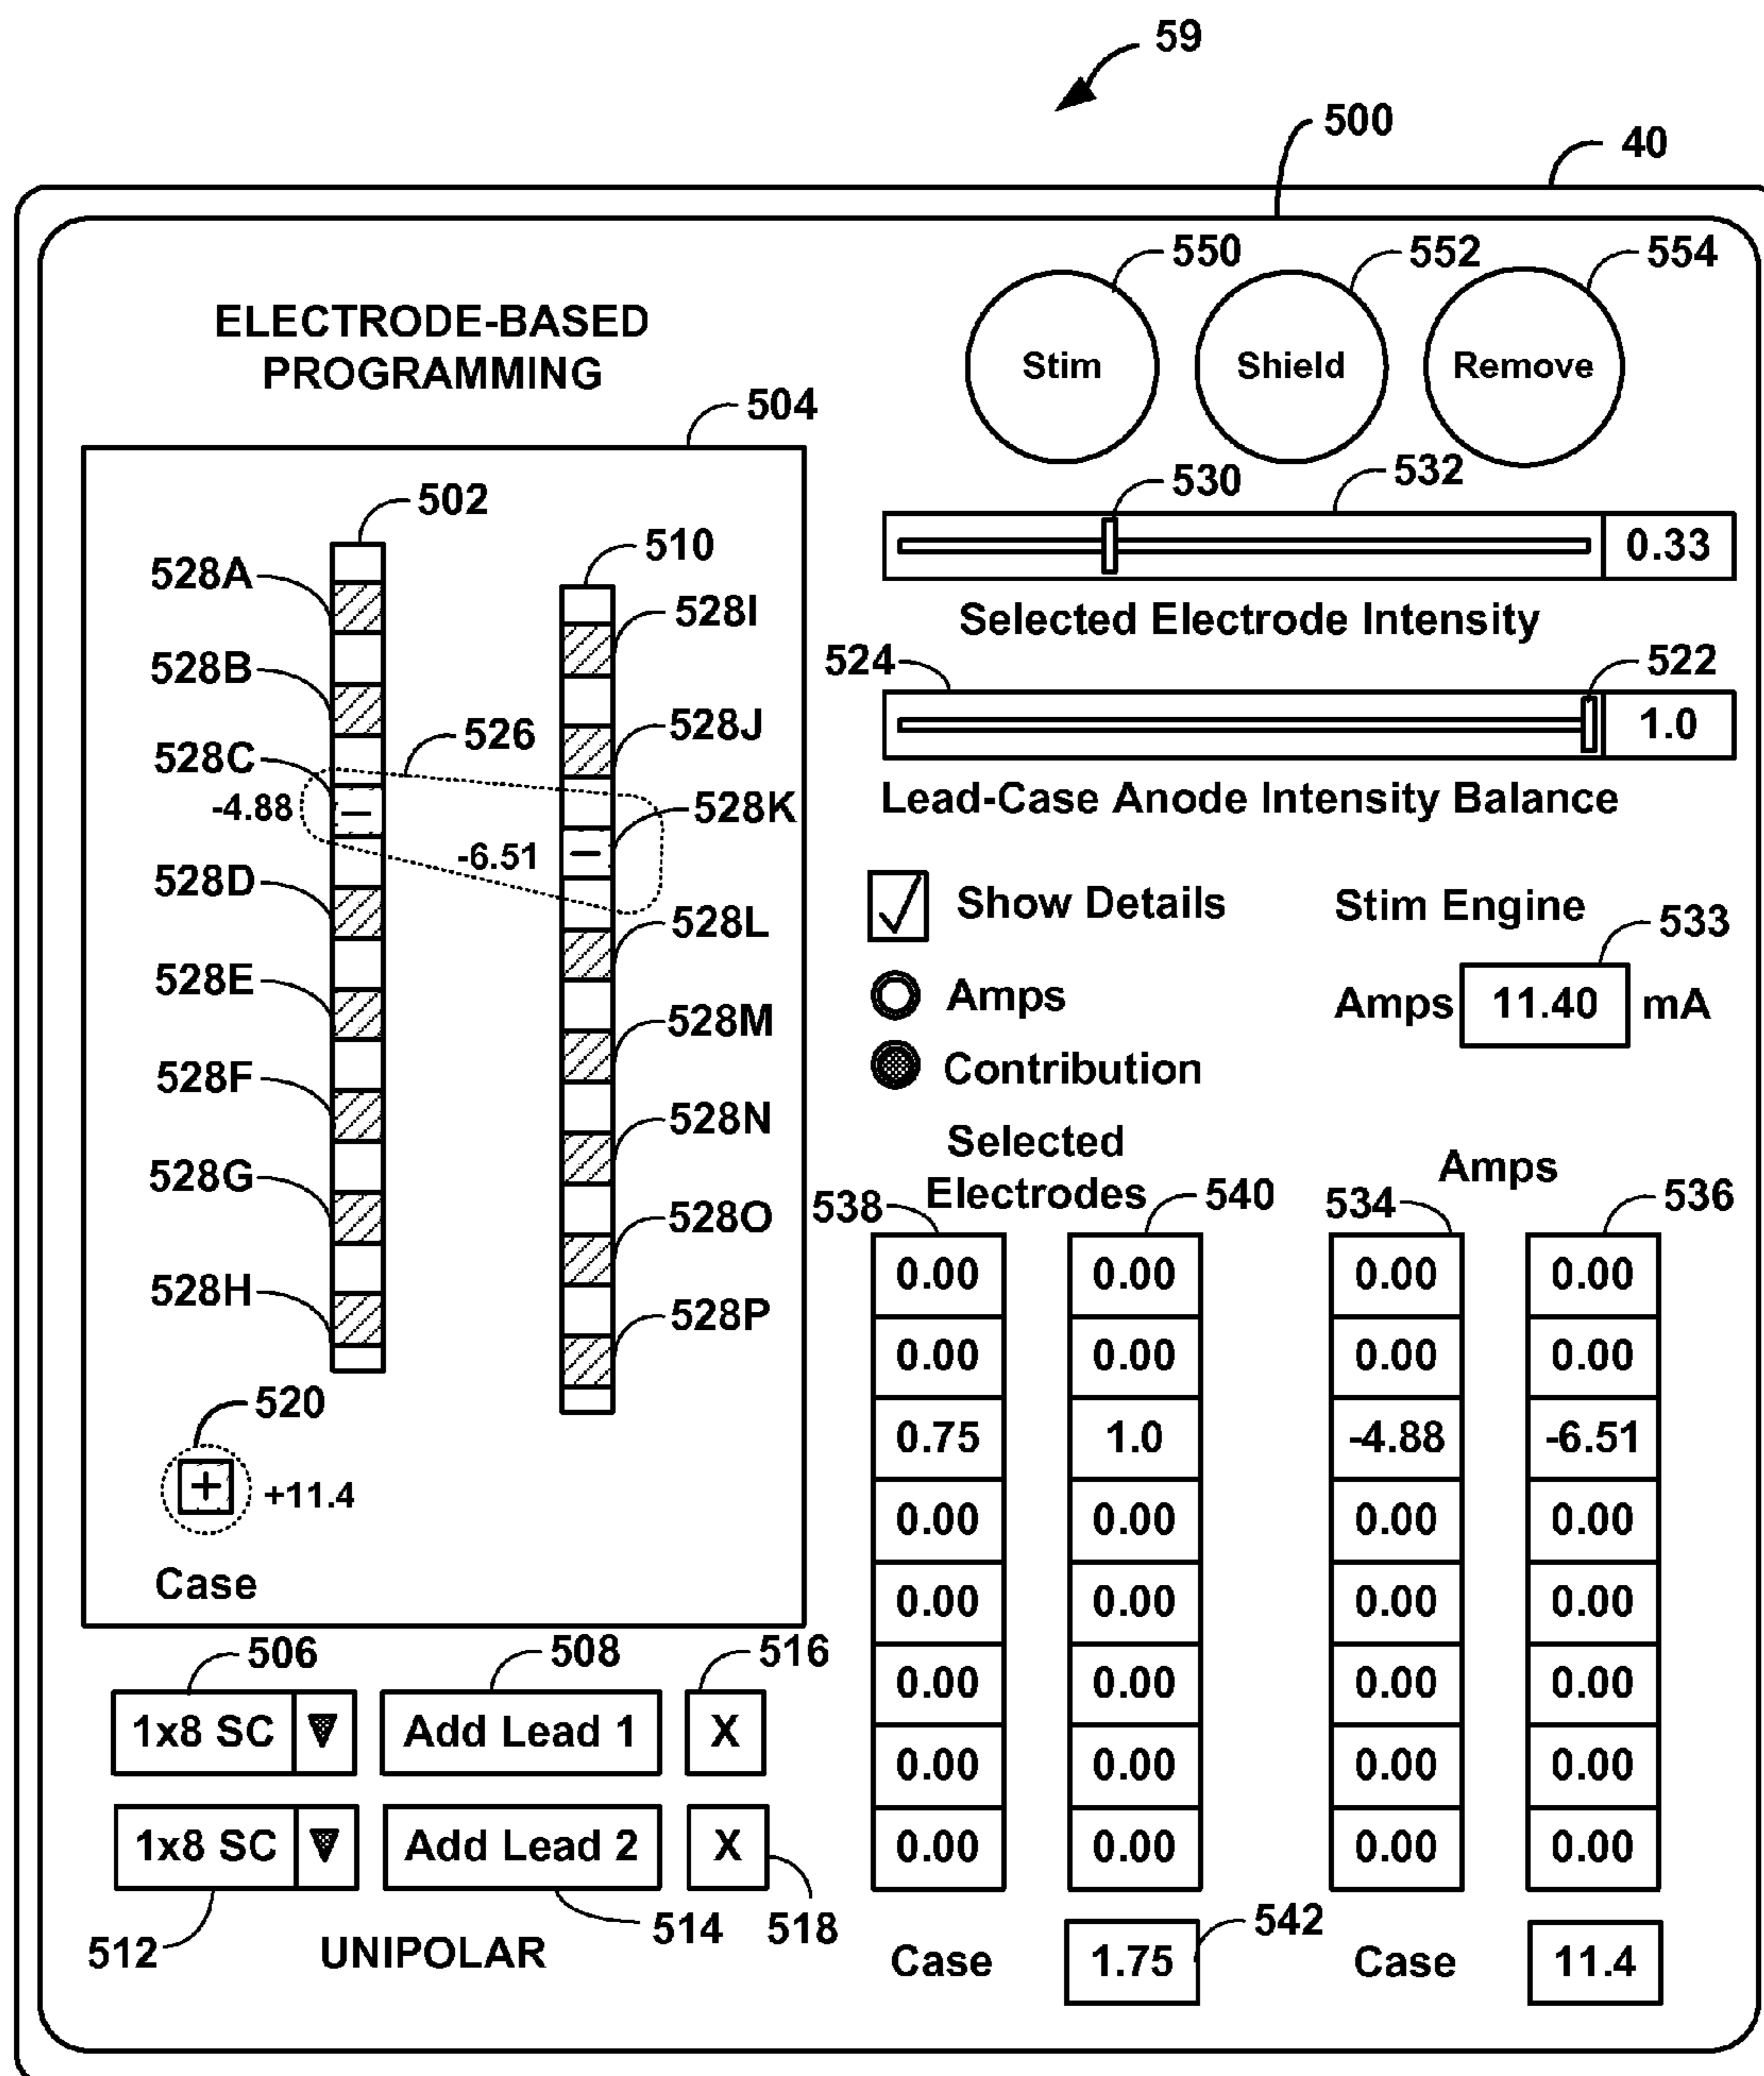 59
500
40
550
552
554
ELECTRODE-BASED
PROGRAMMING
Stim
Shield
Remove
504
502
510
528A
528B
528C
-4.88
528D
528E
528F
528G
528H
526
-6.51
528I
528J
528K
528L
528M
528N
528O
528P
520
+
+11.4
Case
530
532
0.33
Selected Electrode Intensity
524
522
1.0
Lead-Case Anode Intensity Balance
Show Details
Amps
Contribution
Stim Engine
533
Amps
11.40
mA
Selected
Electrodes
Amps
538
540
534
536
0.00 0.00 0.00 0.00
0.00 0.00 0.00 0.00
0.75 1.0 -4.88 -6.51
0.00 0.00 0.00 0.00
0.00 0.00 0.00 0.00
0.00 0.00 0.00 0.00
0.00 0.00 0.00 0.00
0.00 0.00 0.00 0.00
Case
1.75
542
Case
11.4
506
508
516
1x8 SC
Add Lead 1
X
1x8 SC
Add Lead 2
X
512
514
518
UNIPOLAR